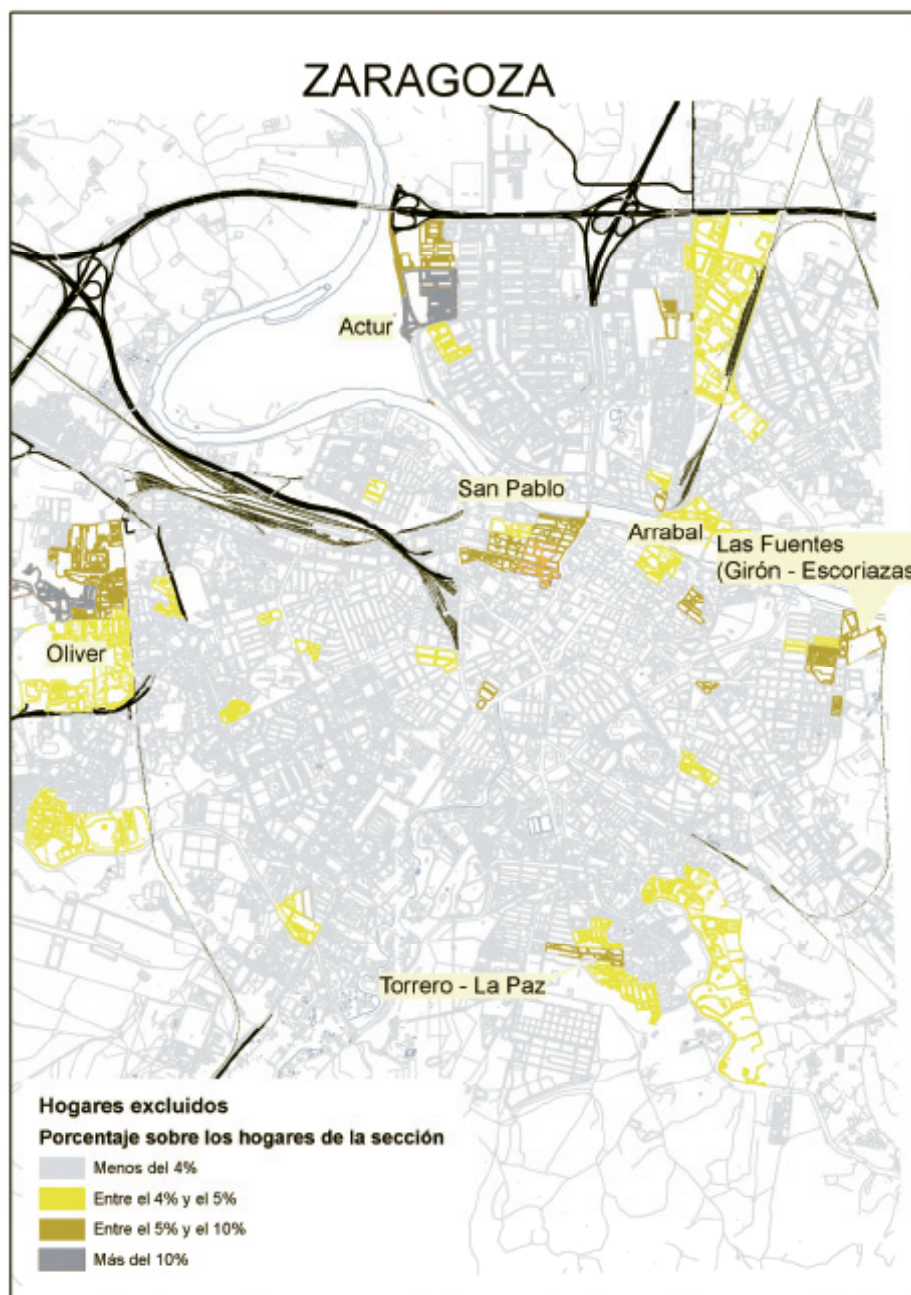 ZARAGOZA
Actur
San Pablo
Arrabal
Las Fuentes
(Girón - Escoriazas
Oliver
Torrero - La Paz
Hogares excluidos
Porcentaje sobre los hogares de la sección
Menos del 4%
Entre el 4% y el 5%
Entre el 5% y el 10%
Más del 10%